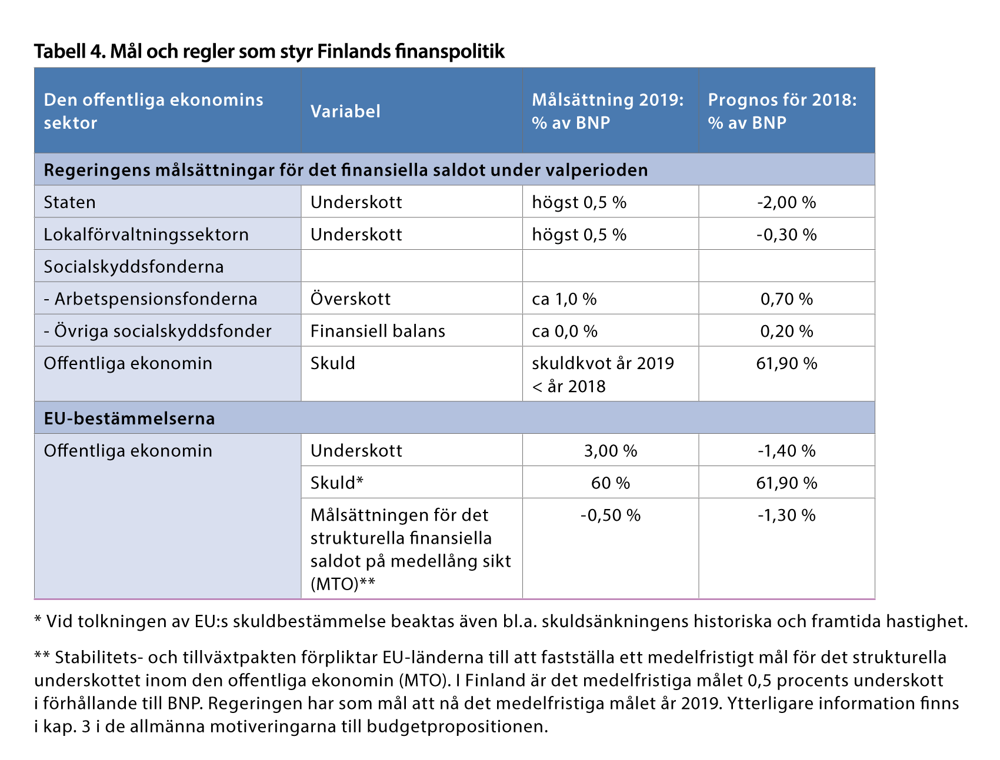 Tabell 4. Mål och regler som styr Finlands finanspolitik
Den offentliga ekonomins
sektor
Variabel
Målsättning 2019:
% av BNP
Prognos för 2018:
% av BNP
Regeringens målsättningar för det finansiella saldot under valperioden
Staten Underskott högst 0,5 % -2,00 %
Lokalförvaltningssektorn Underskott högst 0,5 % -0,30 %
Socialskyddsfonderna
- Arbetspensionsfonderna Överskott ca 1,0 % 0,70 %
- Övriga socialskyddsfonder Finansiell balans ca 0,0 % 0,20 %
Offentliga ekonomin Skuld skuldkvot år 2019 61,90 %
< år 2018
EU-bestämmelserna
Offentliga ekonomin Underskott 3,00 % -1,40 %
Skuld* 60 % 61,90 %
Målsättningen för det -0,50 % -1,30 %
strukturella finansiella
saldot på medellång sikt
(MTO)**
* Vid tolkningen av EU:s skuldbestämmelse beaktas även bl.a. skuldsänkningens historiska och framtida hastighet.
** Stabilitets- och tillväxtpakten förpliktar EU-länderna till att fastställa ett medelfristigt mål för det strukturella
underskottet inom den offentliga ekonomin (MTO). I Finland är det medelfristiga målet 0,5 procents underskott
i förhållande till BNP. Regeringen har som mål att nå det medelfristiga målet år 2019. Ytterligare information finns
i kap. 3 i de allmänna motiveringarna till budgetpropositionen.